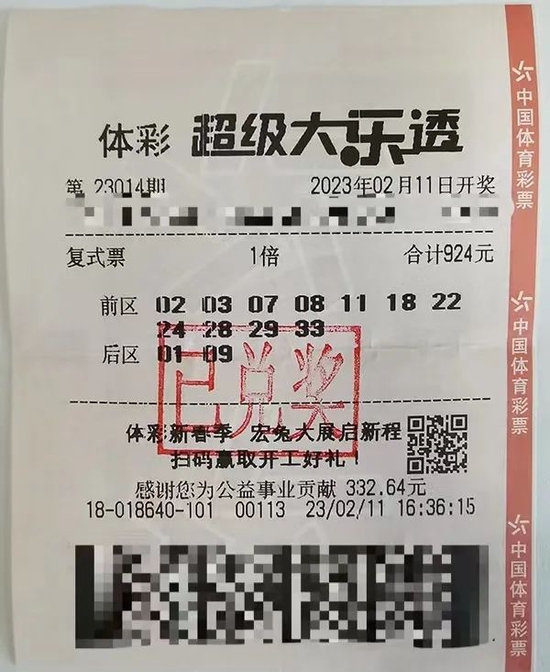 体彩 超级大乐透
第 23014期 2023年02月11日开奖
复式票 1倍 合计924元
前区 02 03 07 08 11 18 22
24 28 29 33
后区 01 09
已兑奖
体彩新春季 宏兔大展启新程
扫码赢取开工好礼！
感谢您为公益事业贡献 332.64元
18-018640-101 00113 23/02/11 16:36:15
中国体育彩票
中国体育彩票
中国体育彩票